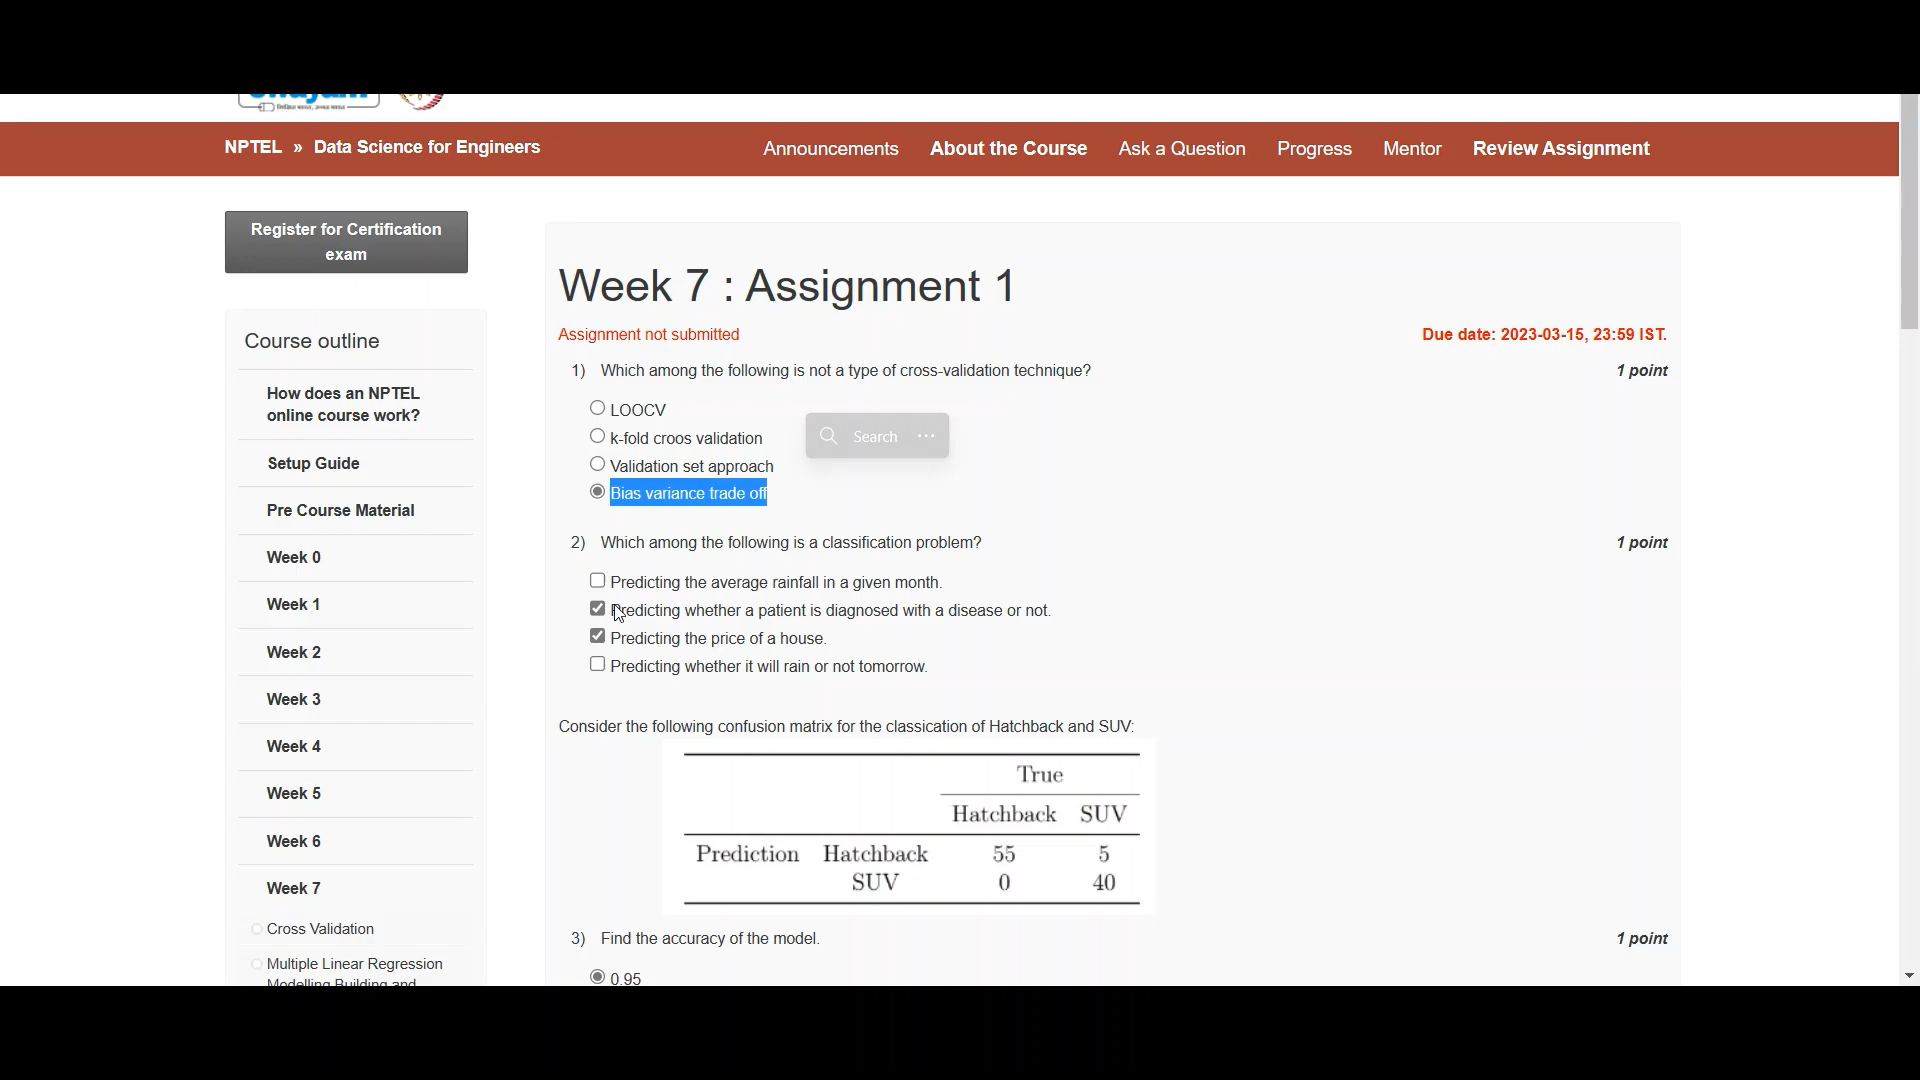 NPTEL » Data Science for Engineers
Announcements About the Course Ask a Question Progress Mentor Review Assignment
Register for Certification
exam
Course outline
How does an NPTEL
online course work?
Setup Guide
Pre Course Material
Week 0
Week 1
Week 2
Week 3
Week 4
Week 5
Week 6
Week 7
Cross Validation
Multiple Linear Regression
Modelling Building and
Week 7 : Assignment 1
Assignment not submitted
Due date: 2023-03-15, 23:59 IST.
1) Which among the following is not a type of cross-validation technique?
1 point
LOOCV
k-fold croos validation
Search
Validation set approach
Bias variance trade off
2) Which among the following is a classification problem?
1 point
Predicting the average rainfall in a given month.
Predicting whether a patient is diagnosed with a disease or not.
Predicting the price of a house.
Predicting whether it will rain or not tomorrow.
Consider the following confusion matrix for the classication of Hatchback and SUV:
True
Hatchback SUV
Prediction Hatchback 55 5
SUV 0 40
3) Find the accuracy of the model.
1 point
0.95